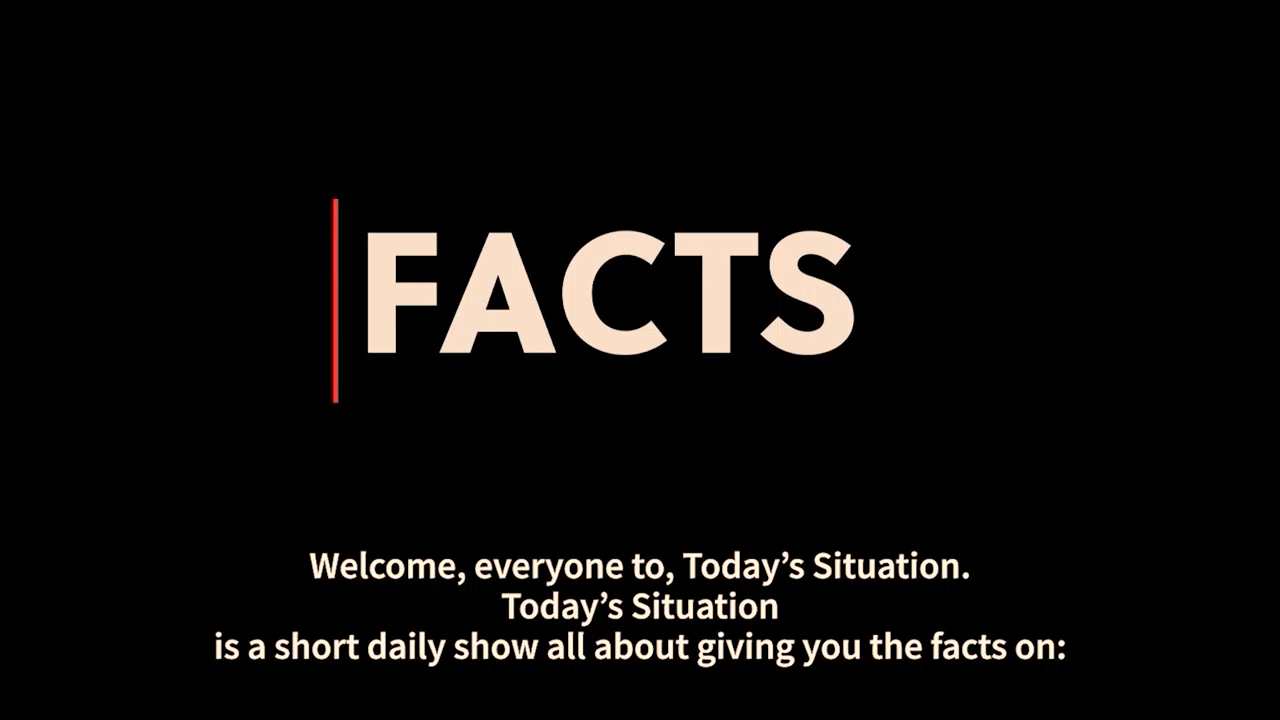 FACTS
Welcome, everyone to, Today’s Situation.
Today’s Situation
is a short daily show all about giving you the facts on: